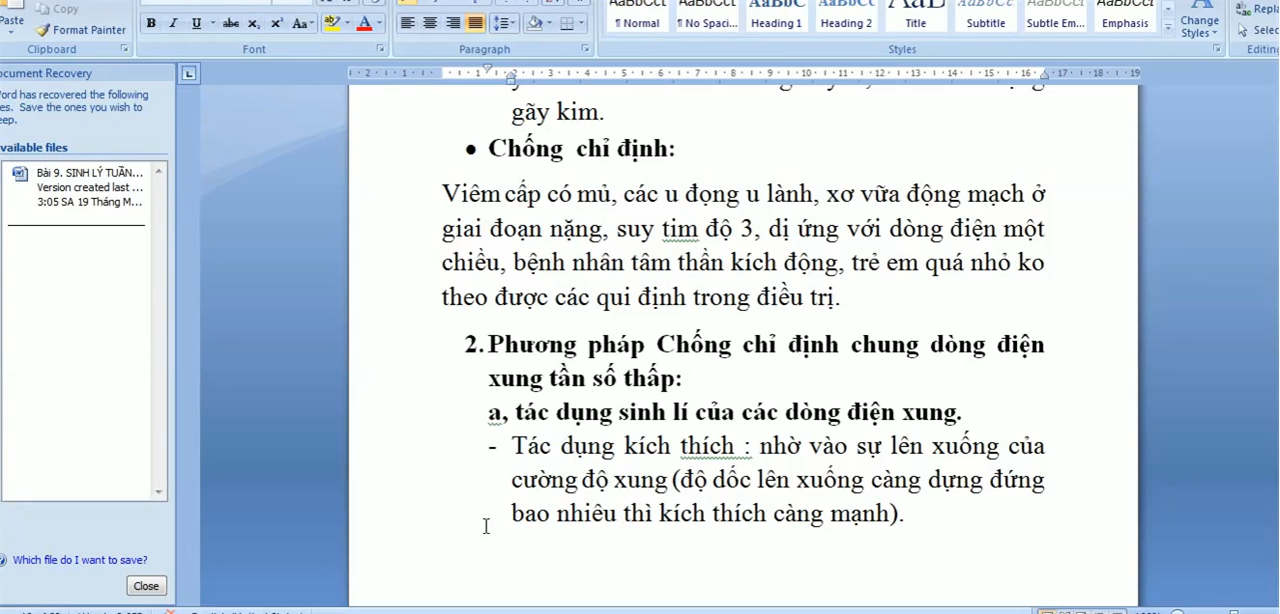 Paste
Copy
Format Painter
Clipboard
Font
Paragraph
¶ Normal
¶ No Spaci...
Heading 1
Heading 2
Title
Subtitle
Subtle Em...
Emphasis
Change
Styles
Styles
Editing
ocument Recovery
ord has recovered the following
es. Save the ones you wish to
eep.
vailable files
Bài 9. SINH LÝ TUẦN...
Version created last ...
3:05 SA 19 Tháng M...
Which file do I want to save?
Close
gãy kim.
• Chống chỉ định:
Viêm cấp có mủ, các u đọng u lành, xơ vữa động mạch ở
giai đoạn nặng, suy tim độ 3, dị ứng với dòng điện một
chiều, bệnh nhân tâm thần kích động, trẻ em quá nhỏ ko
theo được các qui định trong điều trị.
2. Phương pháp Chống chỉ định chung dòng điện
xung tần số thấp:
a, tác dụng sinh lí của các dòng điện xung.
- Tác dụng kích thích : nhờ vào sự lên xuống của
cường độ xung (độ dốc lên xuống càng dựng đứng
bao nhiêu thì kích thích càng mạnh).